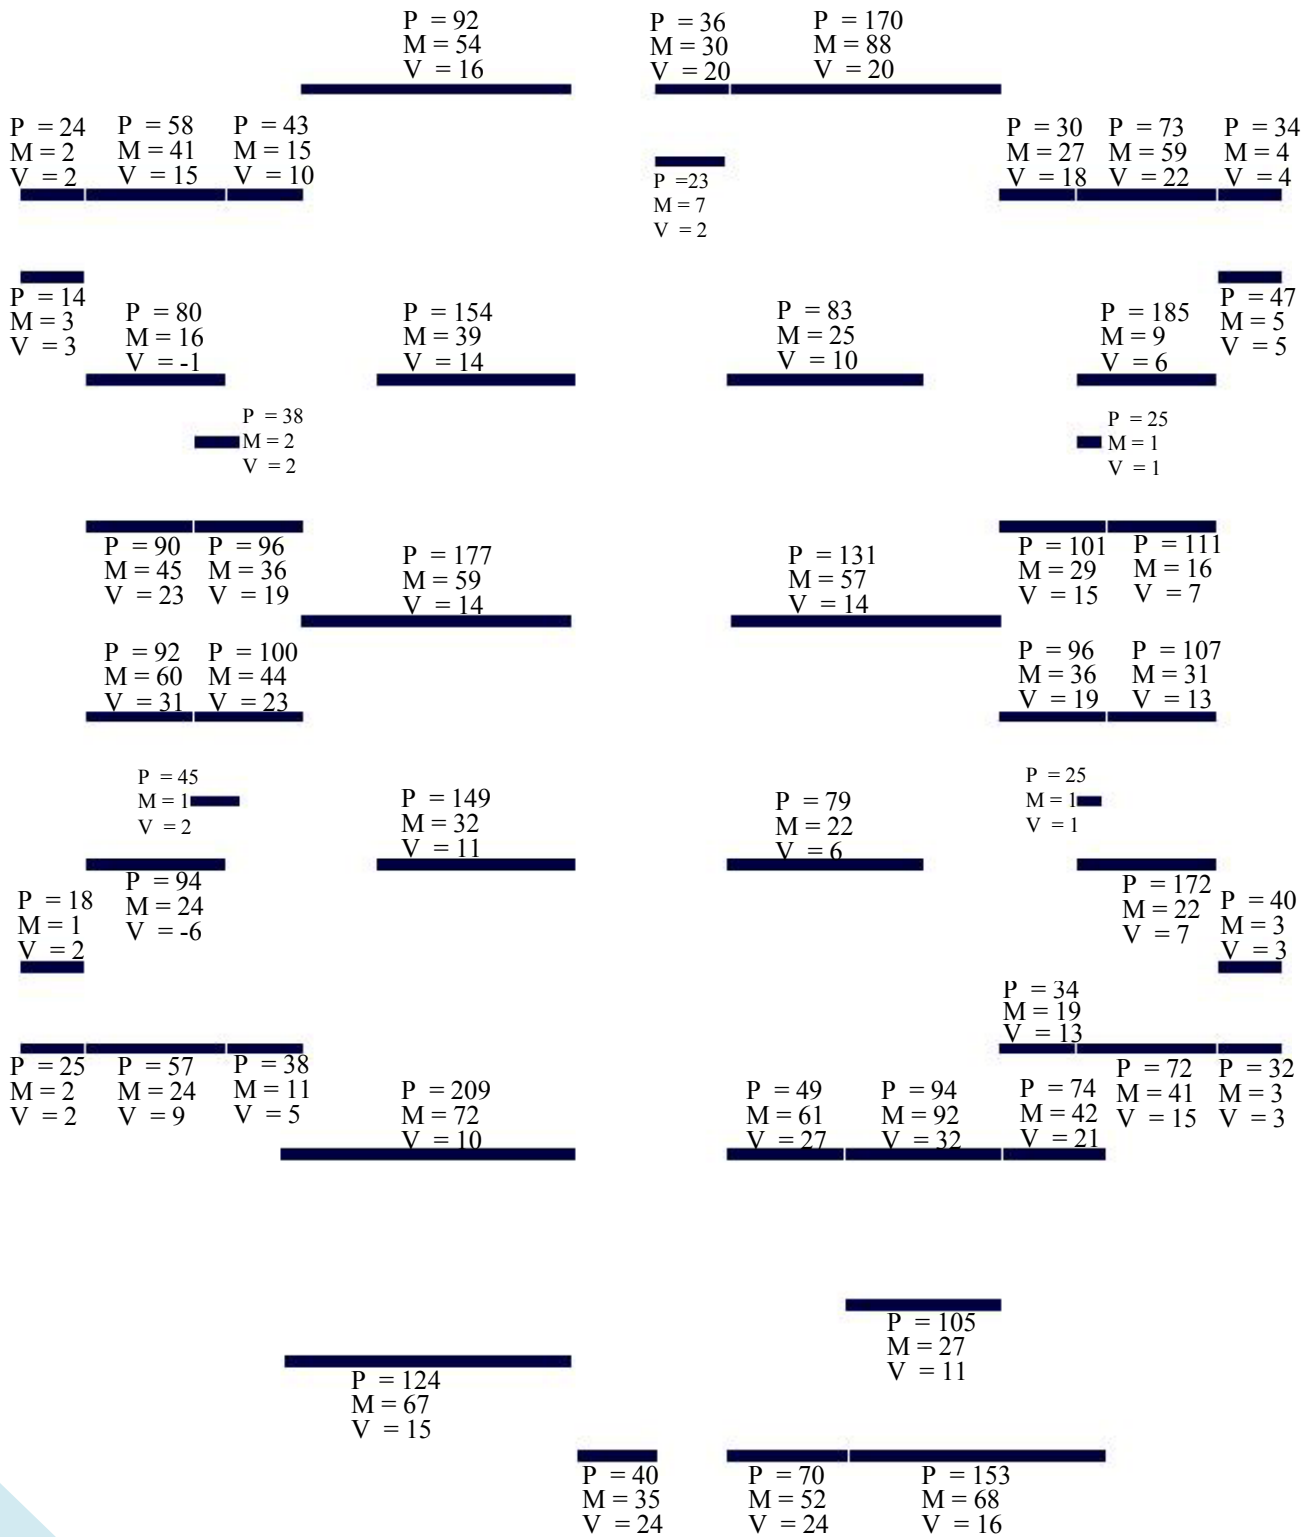 P = 92
M = 54
V = 16
P = 36
M = 30
V = 20
P = 170
M = 88
V = 20
P = 24
M = 2
V = 2
P = 58
M = 41
V = 15
P = 43
M = 15
V = 10
P = 30
M = 27
V = 18
P = 73
M = 59
V = 22
P = 34
M = 4
V = 4
P =23
M = 7
V = 2
P = 14
M = 3
V = 3
P = 80
M = 16
V = -1
P = 154
M = 39
V = 14
P = 83
M = 25
V = 10
P = 185
M = 9
V = 6
P = 47
M = 5
V = 5
P = 38
M = 2
V = 2
P = 25
M = 1
V = 1
P = 90
M = 45
V = 23
P = 96
M = 36
V = 19
P = 177
M = 59
V = 14
P = 131
M = 57
V = 14
P = 101
M = 29
V = 15
P = 111
M = 16
V = 7
P = 92
M = 60
V = 31
P = 100
M = 44
V = 23
P = 96
M = 36
V = 19
P = 107
M = 31
V = 13
P = 45
M = 1
V = 2
P = 149
M = 32
V = 11
P = 79
M = 22
V = 6
P = 25
M = 1
V = 1
P = 18
M = 1
V = 2
P = 94
M = 24
V = -6
P = 172
M = 22
V = 7
P = 40
M = 3
V = 3
P = 34
M = 19
V = 13
P = 25
M = 2
V = 2
P = 57
M = 24
V = 9
P = 38
M = 11
V = 5
P = 209
M = 72
V = 10
P = 49
M = 61
V = 27
P = 94
M = 92
V = 32
P = 74
M = 42
V = 21
P = 72
M = 41
V = 15
P = 32
M = 3
V = 3
P = 105
M = 27
V = 11
P = 124
M = 67
V = 15
P = 40
M = 35
V = 24
P = 70
M = 52
V = 24
P = 153
M = 68
V = 16